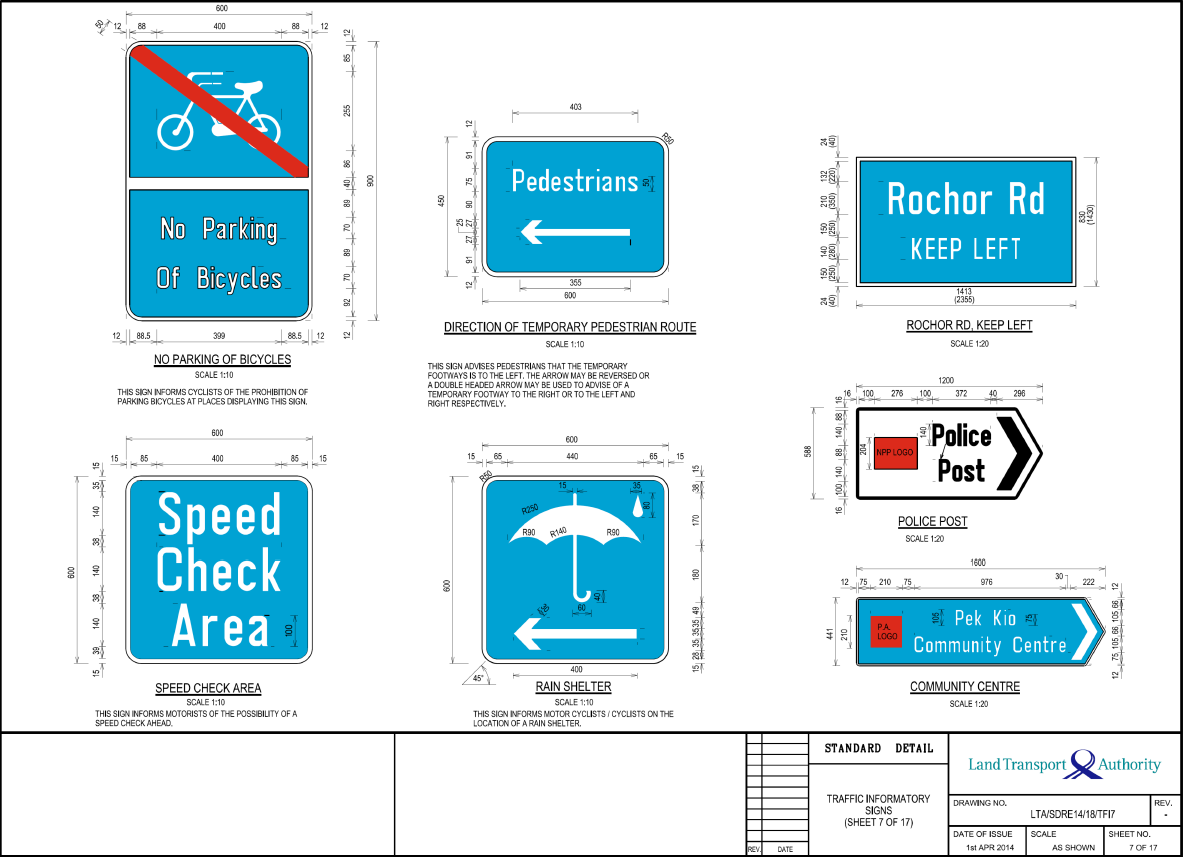 600
50
12 88 400 88 12
12
85
255
86
40
89
70
89
70
92
12
900
No Parking
Of Bicycles
12 88.5 399 88.5 12
NO PARKING OF BICYCLES
SCALE 1:10
THIS SIGN INFORMS CYCLISTS OF THE PROHIBITION OF
PARKING BICYCLES AT PLACES DISPLAYING THIS SIGN.
403
R50
12
91
75
90
27
25
27
91
12
450
Pedestrians
50
355
600
DIRECTION OF TEMPORARY PEDESTRIAN ROUTE
SCALE 1:10
THIS SIGN ADVISES PEDESTRIANS THAT THE TEMPORARY
FOOTWAYS IS TO THE LEFT. THE ARROW MAY BE REVERSED OR
A DOUBLE HEADED ARROW MAY BE USED TO ADVISE OF A
TEMPORARY FOOTWAY TO THE RIGHT OR TO THE LEFT AND
RIGHT RESPECTIVELY.
24 (40)
132 (220)
210 (350)
150 (250)
140 (280)
150 (250)
24 (40)
Rochor Rd
KEEP LEFT
830
(1430)
1413
(2355)
ROCHOR RD, KEEP LEFT
SCALE 1:20
1200
16 100 276 100 372 40 296
16
88
140
88
140
100
16
588
204
140
NPP LOGO
Police
Post
POLICE POST
SCALE 1:20
600
15 85 400 85 15
15
35
140
38
140
38
140
39
15
600
Speed
Check
Area
100
SPEED CHECK AREA
SCALE 1:10
THIS SIGN INFORMS MOTORISTS OF THE POSSIBILITY OF A
SPEED CHECK AHEAD.
600
15 65 440 65 15
R50
15 35
R250
80
R90 R140 R90
40
60
600
15
38
170
180
49
35
35
35
28
15
400
45°
RAIN SHELTER
SCALE 1:10
THIS SIGN INFORMS MOTOR CYCLISTS / CYCLISTS ON THE
LOCATION OF A RAIN SHELTER.
1600
12 75 210 75 976 30 222
441
210
P.A.
LOGO
105
75
Pek Kio
Community Centre
12
66
105
66
105
75
12
COMMUNITY CENTRE
SCALE 1:20
REV. DATE
STANDARD DETAIL
TRAFFIC INFORMATORY
SIGNS
(SHEET 7 OF 17)
Land Transport Authority
DRAWING NO. REV.
LTA/SDRE14/18/TFI7 -
DATE OF ISSUE SCALE SHEET NO.
1st APR 2014 AS SHOWN 7 OF 17